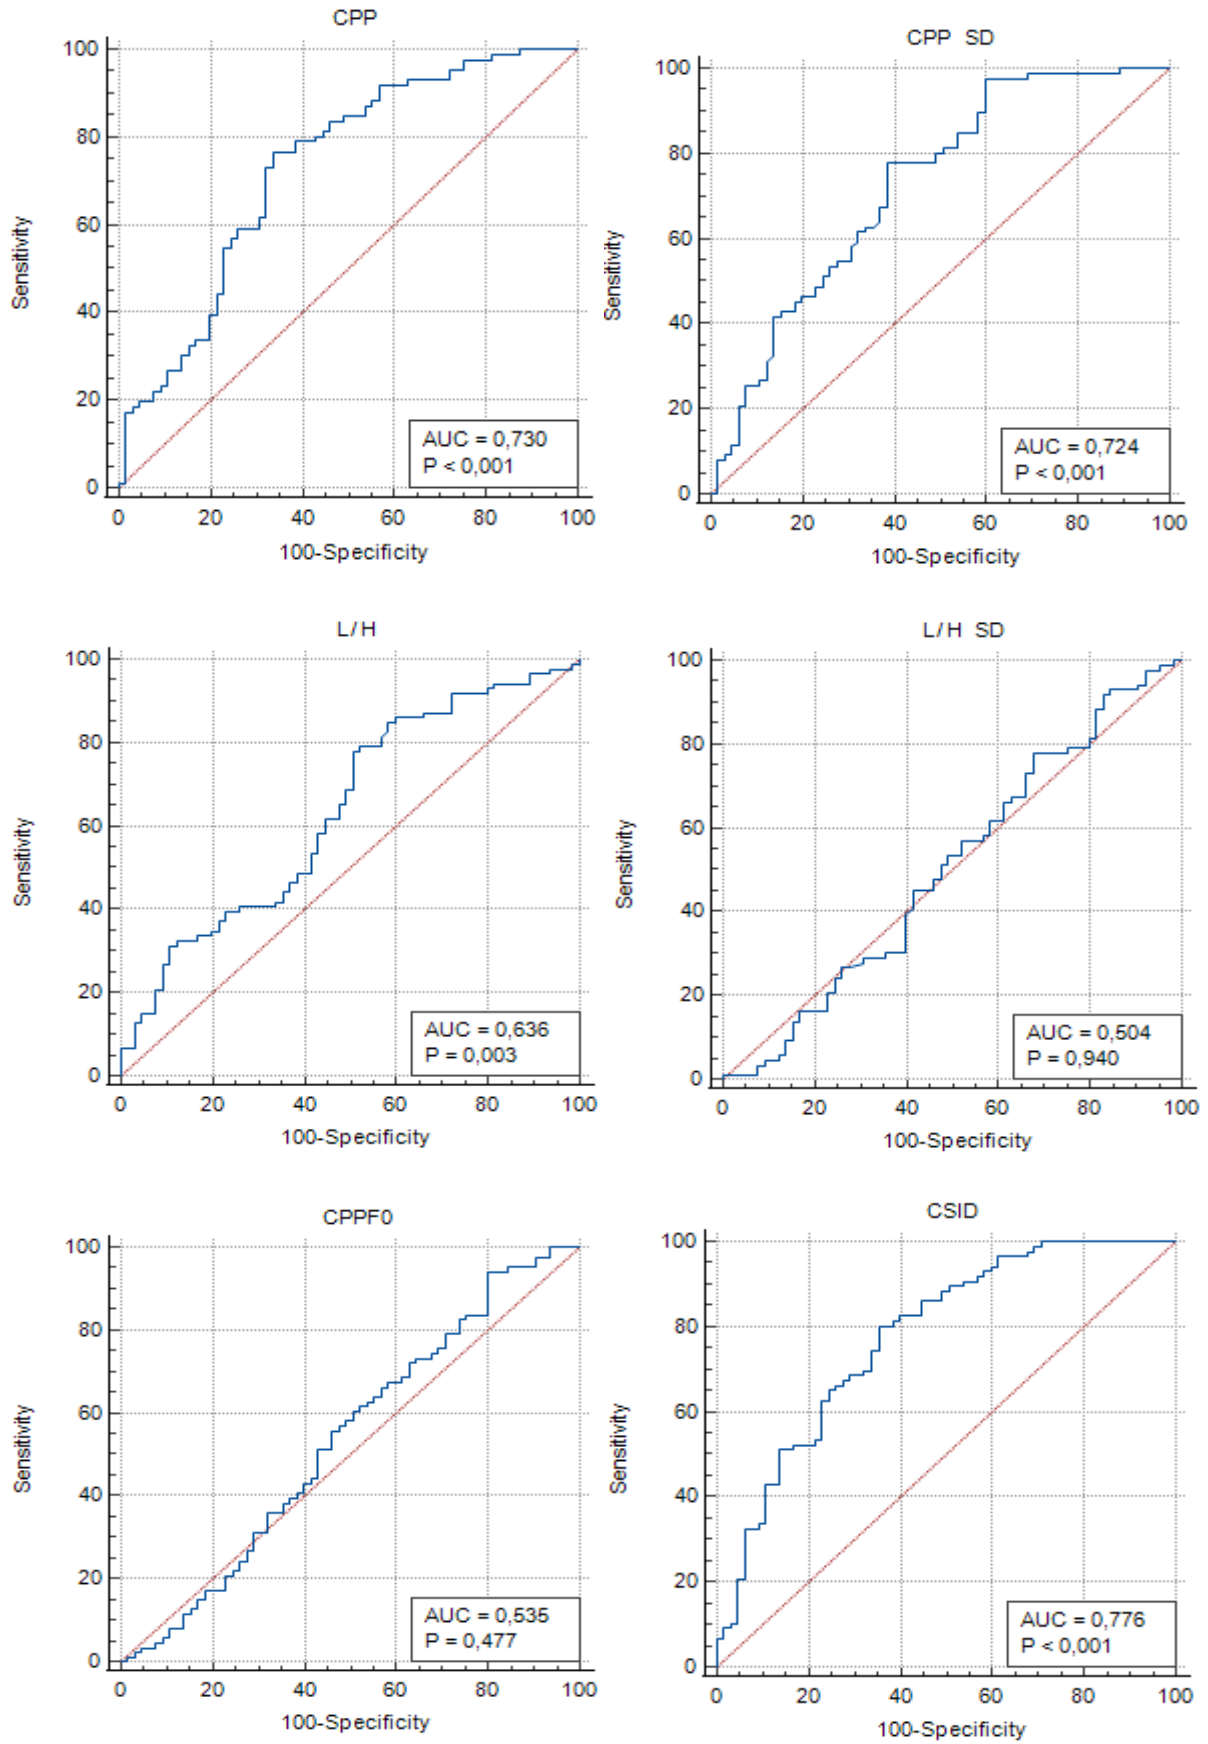 CPP
100
80
60
40
20
0
Sensitivity
AUC = 0,730
P < 0,001
0 20 40 60 80 100
100-Specificity
CPP SD
100
80
60
40
20
0
Sensitivity
AUC = 0,724
P < 0,001
0 20 40 60 80 100
100-Specificity
L/H
100
80
60
40
20
0
Sensitivity
AUC = 0,636
P = 0,003
0 20 40 60 80 100
100-Specificity
L/H SD
100
80
60
40
20
0
Sensitivity
AUC = 0,504
P = 0,940
0 20 40 60 80 100
100-Specificity
CPPF0
100
80
60
40
20
0
Sensitivity
AUC = 0,535
P = 0,477
0 20 40 60 80 100
100-Specificity
CSID
100
80
60
40
20
0
Sensitivity
AUC = 0,776
P < 0,001
0 20 40 60 80 100
100-Specificity